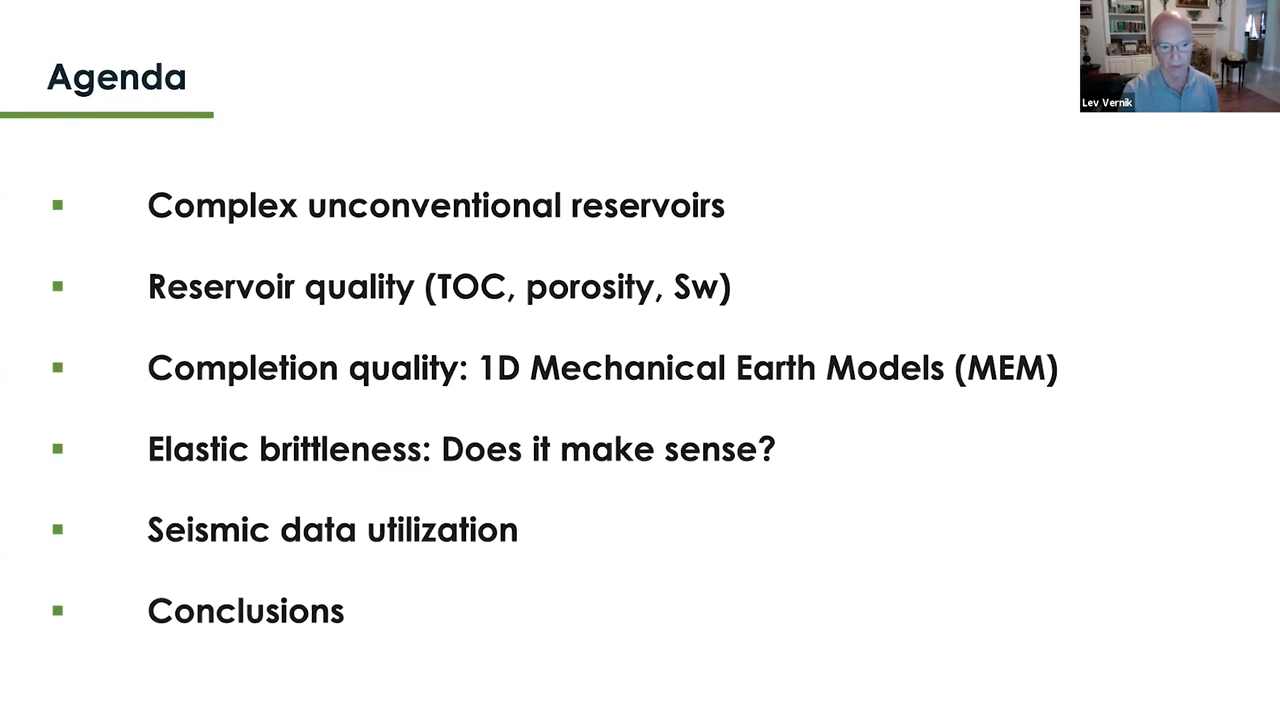 Agenda
Lev Vernik
▪ Complex unconventional reservoirs
▪ Reservoir quality (TOC, porosity, Sw)
▪ Completion quality: 1D Mechanical Earth Models (MEM)
▪ Elastic brittleness: Does it make sense?
▪ Seismic data utilization
▪ Conclusions